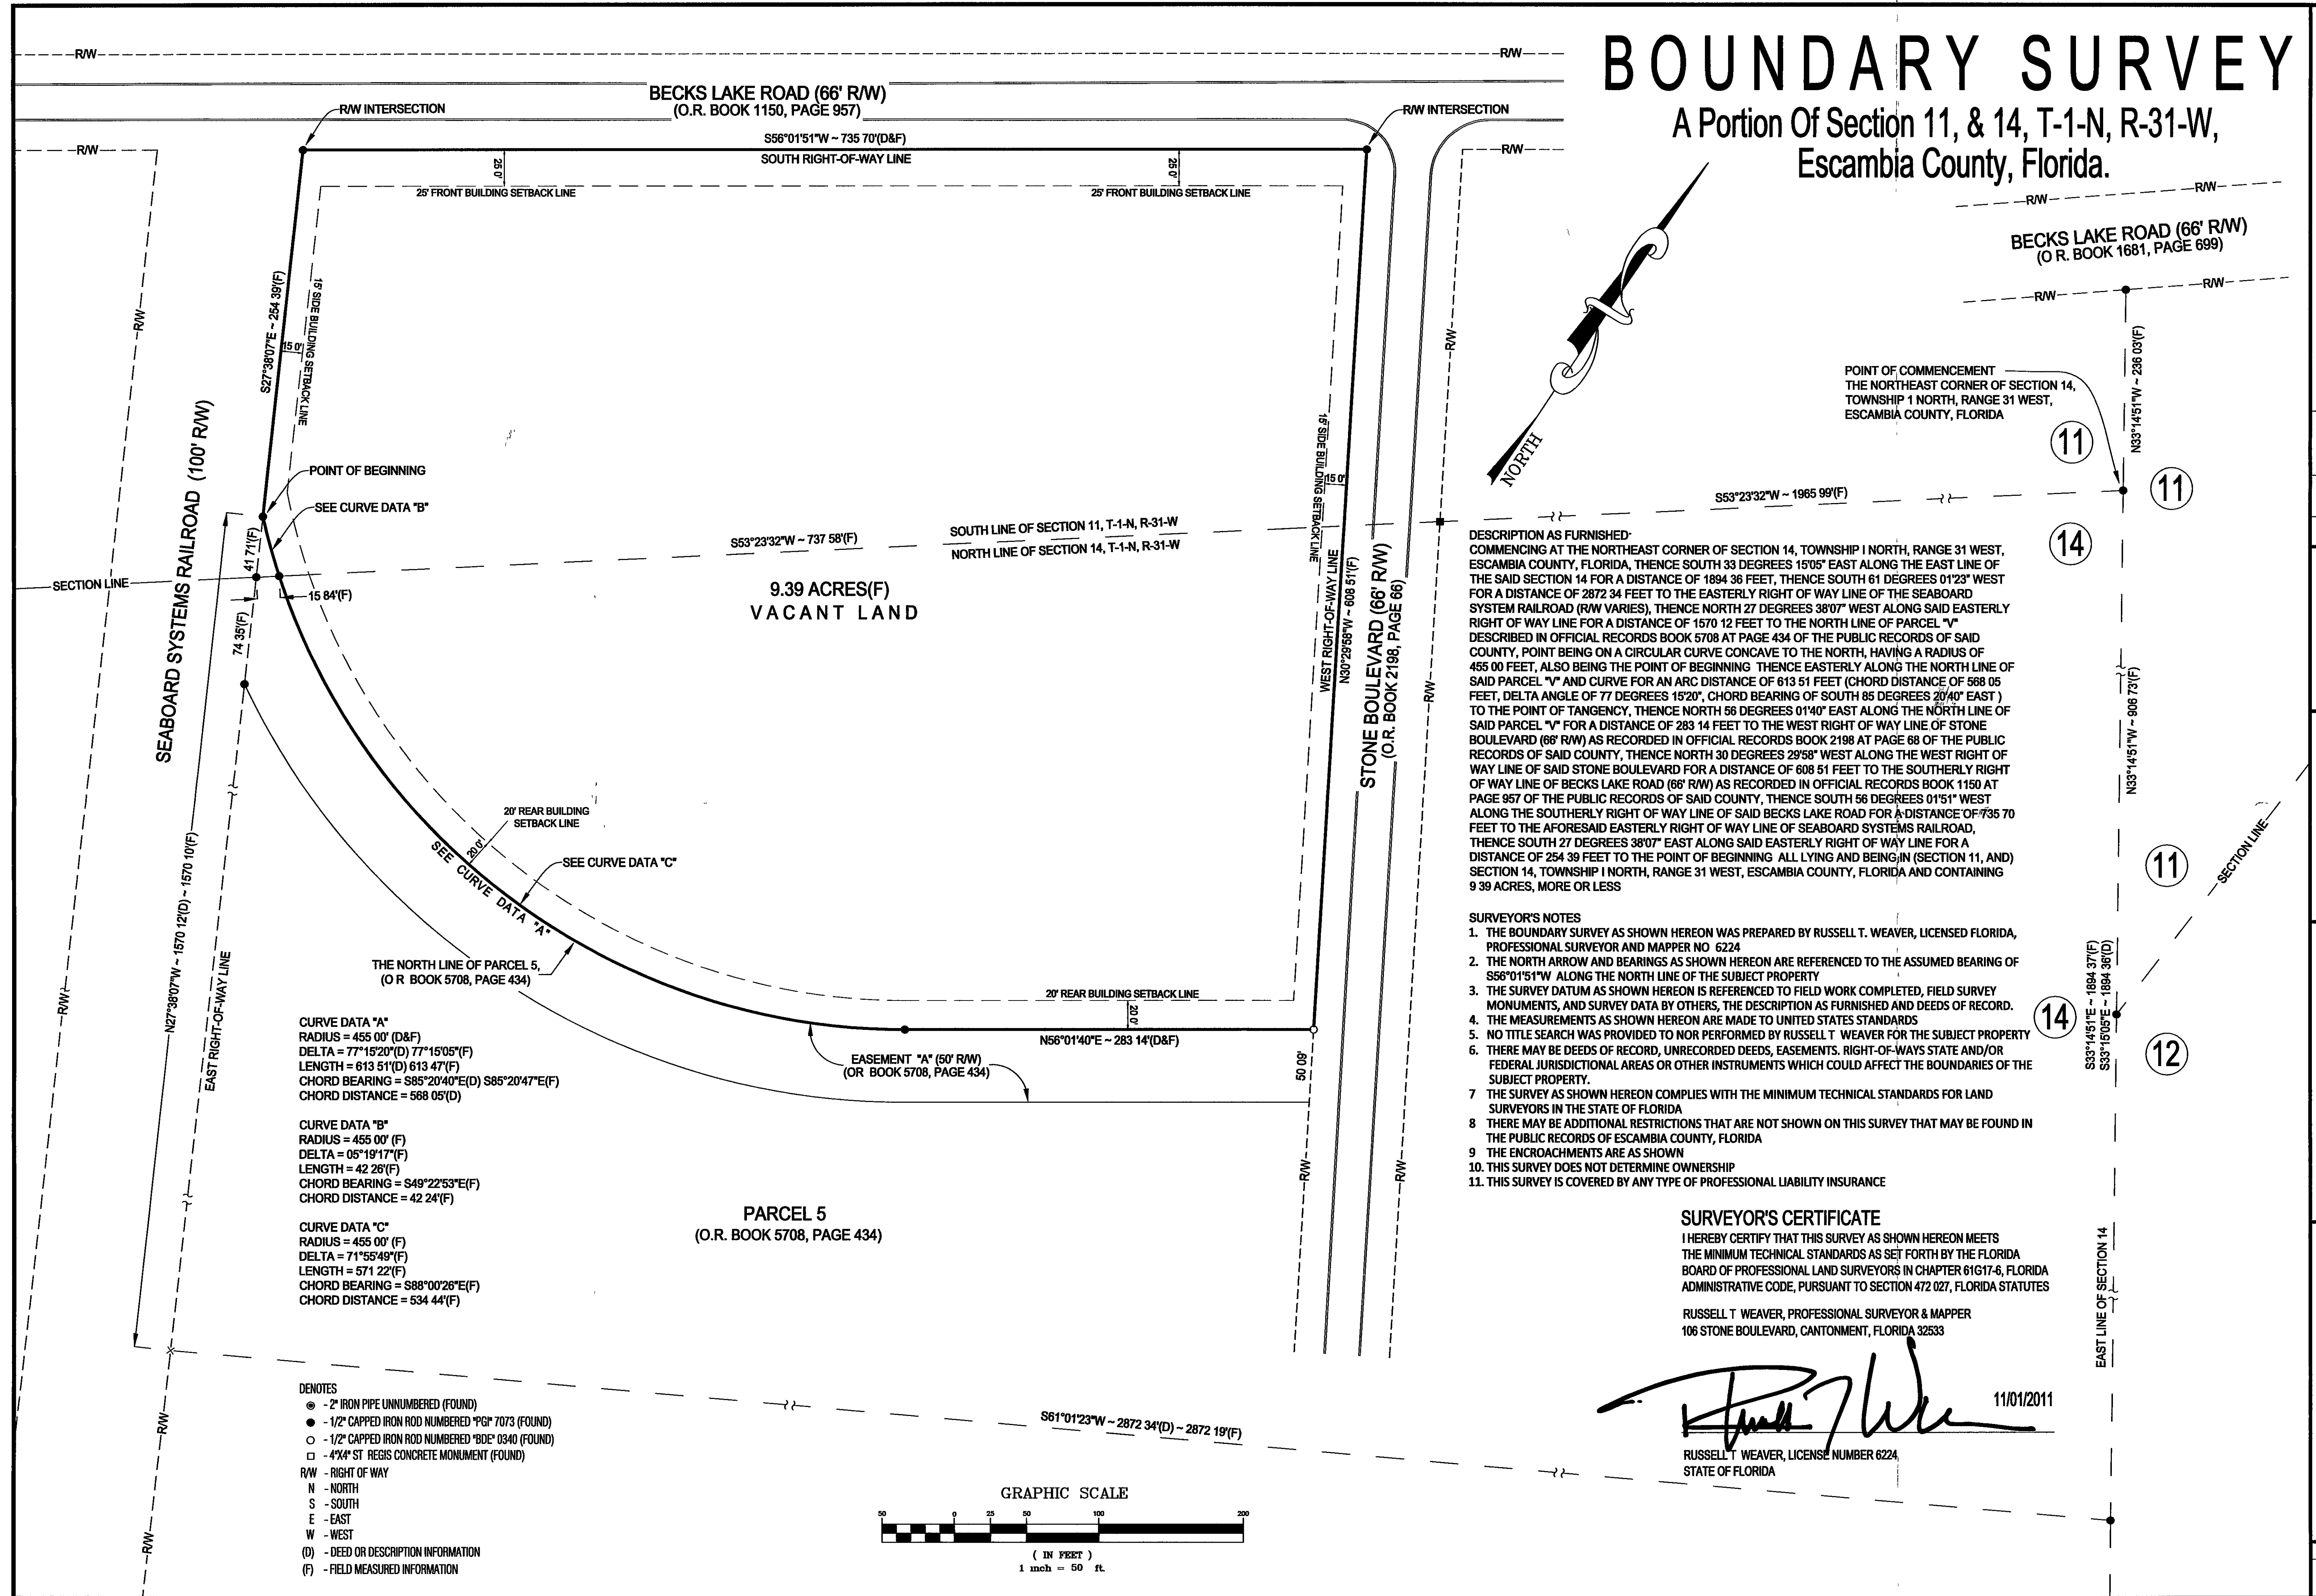 BOUNDARY SURVEY
A Portion Of Section 11, & 14, T-1-N, R-31-W,
Escambia County, Florida.
R/W
R/W
BECKS LAKE ROAD (66' R/W)
(O.R. BOOK 1150, PAGE 957)
R/W INTERSECTION
R/W INTERSECTION
S56°01'51"W ~ 735 70'(D&F)
SOUTH RIGHT-OF-WAY LINE
R/W
R/W
25 0'
25 0'
25' FRONT BUILDING SETBACK LINE
25' FRONT BUILDING SETBACK LINE
R/W
R/W
BECKS LAKE ROAD (66' R/W)
(O R. BOOK 1681, PAGE 699)
R/W
R/W
NORTH
POINT OF COMMENCEMENT
THE NORTHEAST CORNER OF SECTION 14,
TOWNSHIP 1 NORTH, RANGE 31 WEST,
ESCAMBIA COUNTY, FLORIDA
N33°14'51"W ~ 236 03'(F)
11
11
14
S53°23'32"W ~ 1965 99'(F)
R/W
S27°38'07"E ~ 254 39'(F)
15' SIDE BUILDING SETBACK LINE
15 0'
SEABOARD SYSTEMS RAILROAD (100' R/W)
POINT OF BEGINNING
SEE CURVE DATA "B"
41 71'(F)
SECTION LINE
15 84'(F)
74 35'(F)
S53°23'32"W ~ 737 58'(F)
SOUTH LINE OF SECTION 11, T-1-N, R-31-W
NORTH LINE OF SECTION 14, T-1-N, R-31-W
9.39 ACRES(F)
VACANT LAND
15' SIDE BUILDING SETBACK LINE
15 0'
WEST RIGHT-OF-WAY LINE
N30°29'58"W ~ 608 51'(F)
STONE BOULEVARD (66' R/W)
(O.R. BOOK 2198, PAGE 66)
R/W
R/W
20' REAR BUILDING
SETBACK LINE
20 0'
SEE CURVE DATA "C"
SEE CURVE DATA "A"
THE NORTH LINE OF PARCEL 5,
(O R BOOK 5708, PAGE 434)
20' REAR BUILDING SETBACK LINE
20 0'
N56°01'40"E ~ 283 14'(D&F)
EASEMENT "A" (50' R/W)
(OR BOOK 5708, PAGE 434)
50 09'
R/W
R/W
N27°38'07"W ~ 1570 12'(D) ~ 1570 10'(F)
EAST RIGHT-OF-WAY LINE
R/W
CURVE DATA "A"
RADIUS = 455 00' (D&F)
DELTA = 77°15'20"(D) 77°15'05"(F)
LENGTH = 613 51'(D) 613 47'(F)
CHORD BEARING = S85°20'40"E(D) S85°20'47"E(F)
CHORD DISTANCE = 568 05'(D)
CURVE DATA "B"
RADIUS = 455 00' (F)
DELTA = 05°19'17"(F)
LENGTH = 42 26'(F)
CHORD BEARING = S49°22'53"E(F)
CHORD DISTANCE = 42 24'(F)
CURVE DATA "C"
RADIUS = 455 00' (F)
DELTA = 71°55'49"(F)
LENGTH = 571 22'(F)
CHORD BEARING = S88°00'26"E(F)
CHORD DISTANCE = 534 44'(F)
PARCEL 5
(O.R. BOOK 5708, PAGE 434)
DESCRIPTION AS FURNISHED·
COMMENCING AT THE NORTHEAST CORNER OF SECTION 14, TOWNSHIP I NORTH, RANGE 31 WEST,
ESCAMBIA COUNTY, FLORIDA, THENCE SOUTH 33 DEGREES 15'05" EAST ALONG THE EAST LINE OF
THE SAID SECTION 14 FOR A DISTANCE OF 1894 36 FEET, THENCE SOUTH 61 DEGREES 01'23" WEST
FOR A DISTANCE OF 2872 34 FEET TO THE EASTERLY RIGHT OF WAY LINE OF THE SEABOARD
SYSTEM RAILROAD (R/W VARIES), THENCE NORTH 27 DEGREES 38'07" WEST ALONG SAID EASTERLY
RIGHT OF WAY LINE FOR A DISTANCE OF 1570 12 FEET TO THE NORTH LINE OF PARCEL "V"
DESCRIBED IN OFFICIAL RECORDS BOOK 5708 AT PAGE 434 OF THE PUBLIC RECORDS OF SAID
COUNTY, POINT BEING ON A CIRCULAR CURVE CONCAVE TO THE NORTH, HAVING A RADIUS OF
455 00 FEET, ALSO BEING THE POINT OF BEGINNING THENCE EASTERLY ALONG THE NORTH LINE OF
SAID PARCEL "V" AND CURVE FOR AN ARC DISTANCE OF 613 51 FEET (CHORD DISTANCE OF 568 05
FEET, DELTA ANGLE OF 77 DEGREES 15'20", CHORD BEARING OF SOUTH 85 DEGREES 20'40" EAST )
TO THE POINT OF TANGENCY, THENCE NORTH 56 DEGREES 01'40" EAST ALONG THE NORTH LINE OF
SAID PARCEL "V" FOR A DISTANCE OF 283 14 FEET TO THE WEST RIGHT OF WAY LINE OF STONE
BOULEVARD (66' R/W) AS RECORDED IN OFFICIAL RECORDS BOOK 2198 AT PAGE 68 OF THE PUBLIC
RECORDS OF SAID COUNTY, THENCE NORTH 30 DEGREES 29'58" WEST ALONG THE WEST RIGHT OF
WAY LINE OF SAID STONE BOULEVARD FOR A DISTANCE OF 608 51 FEET TO THE SOUTHERLY RIGHT
OF WAY LINE OF BECKS LAKE ROAD (66' R/W) AS RECORDED IN OFFICIAL RECORDS BOOK 1150 AT
PAGE 957 OF THE PUBLIC RECORDS OF SAID COUNTY, THENCE SOUTH 56 DEGREES 01'51" WEST
ALONG THE SOUTHERLY RIGHT OF WAY LINE OF SAID BECKS LAKE ROAD FOR A DISTANCE OF 735 70
FEET TO THE AFORESAID EASTERLY RIGHT OF WAY LINE OF SEABOARD SYSTEMS RAILROAD,
THENCE SOUTH 27 DEGREES 38'07" EAST ALONG SAID EASTERLY RIGHT OF WAY LINE FOR A
DISTANCE OF 254 39 FEET TO THE POINT OF BEGINNING ALL LYING AND BEING IN (SECTION 11, AND)
SECTION 14, TOWNSHIP I NORTH, RANGE 31 WEST, ESCAMBIA COUNTY, FLORIDA AND CONTAINING
9 39 ACRES, MORE OR LESS
SURVEYOR'S NOTES
1. THE BOUNDARY SURVEY AS SHOWN HEREON WAS PREPARED BY RUSSELL T. WEAVER, LICENSED FLORIDA,
PROFESSIONAL SURVEYOR AND MAPPER NO 6224
2. THE NORTH ARROW AND BEARINGS AS SHOWN HEREON ARE REFERENCED TO THE ASSUMED BEARING OF
S56°01'51"W ALONG THE NORTH LINE OF THE SUBJECT PROPERTY
3. THE SURVEY DATUM AS SHOWN HEREON IS REFERENCED TO FIELD WORK COMPLETED, FIELD SURVEY
MONUMENTS, AND SURVEY DATA BY OTHERS, THE DESCRIPTION AS FURNISHED AND DEEDS OF RECORD.
4. THE MEASUREMENTS AS SHOWN HEREON ARE MADE TO UNITED STATES STANDARDS
5. NO TITLE SEARCH WAS PROVIDED TO NOR PERFORMED BY RUSSELL T WEAVER FOR THE SUBJECT PROPERTY
6. THERE MAY BE DEEDS OF RECORD, UNRECORDED DEEDS, EASEMENTS. RIGHT-OF-WAYS STATE AND/OR
FEDERAL JURISDICTIONAL AREAS OR OTHER INSTRUMENTS WHICH COULD AFFECT THE BOUNDARIES OF THE
SUBJECT PROPERTY.
7 THE SURVEY AS SHOWN HEREON COMPLIES WITH THE MINIMUM TECHNICAL STANDARDS FOR LAND
SURVEYORS IN THE STATE OF FLORIDA
8 THERE MAY BE ADDITIONAL RESTRICTIONS THAT ARE NOT SHOWN ON THIS SURVEY THAT MAY BE FOUND IN
THE PUBLIC RECORDS OF ESCAMBIA COUNTY, FLORIDA
9 THE ENCROACHMENTS ARE AS SHOWN
10. THIS SURVEY DOES NOT DETERMINE OWNERSHIP
11. THIS SURVEY IS COVERED BY ANY TYPE OF PROFESSIONAL LIABILITY INSURANCE
N33°14'51"W ~ 906 73'(F)
SECTION LINE
11
14
12
S33°14'51"E ~ 1894 37'(F)
S33°15'05"E ~ 1894 36'(D)
EAST LINE OF SECTION 14
SURVEYOR'S CERTIFICATE
I HEREBY CERTIFY THAT THIS SURVEY AS SHOWN HEREON MEETS
THE MINIMUM TECHNICAL STANDARDS AS SET FORTH BY THE FLORIDA
BOARD OF PROFESSIONAL LAND SURVEYORS IN CHAPTER 61G17-6, FLORIDA
ADMINISTRATIVE CODE, PURSUANT TO SECTION 472 027, FLORIDA STATUTES
RUSSELL T WEAVER, PROFESSIONAL SURVEYOR & MAPPER
106 STONE BOULEVARD, CANTONMENT, FLORIDA 32533
11/01/2011
RUSSELL T WEAVER, LICENSE NUMBER 6224
STATE OF FLORIDA
DENOTES
- 2" IRON PIPE UNNUMBERED (FOUND)
- 1/2" CAPPED IRON ROD NUMBERED "PGI" 7073 (FOUND)
- 1/2" CAPPED IRON ROD NUMBERED "BDE" 0340 (FOUND)
- 4"X4" ST REGIS CONCRETE MONUMENT (FOUND)
R/W - RIGHT OF WAY
N - NORTH
S - SOUTH
E - EAST
W - WEST
(D) - DEED OR DESCRIPTION INFORMATION
(F) - FIELD MEASURED INFORMATION
R/W
R/W
S61°01'23"W ~ 2872 34'(D) ~ 2872 19'(F)
GRAPHIC SCALE
50 0 25 50 100 200
( IN FEET )
1 inch = 50 ft.